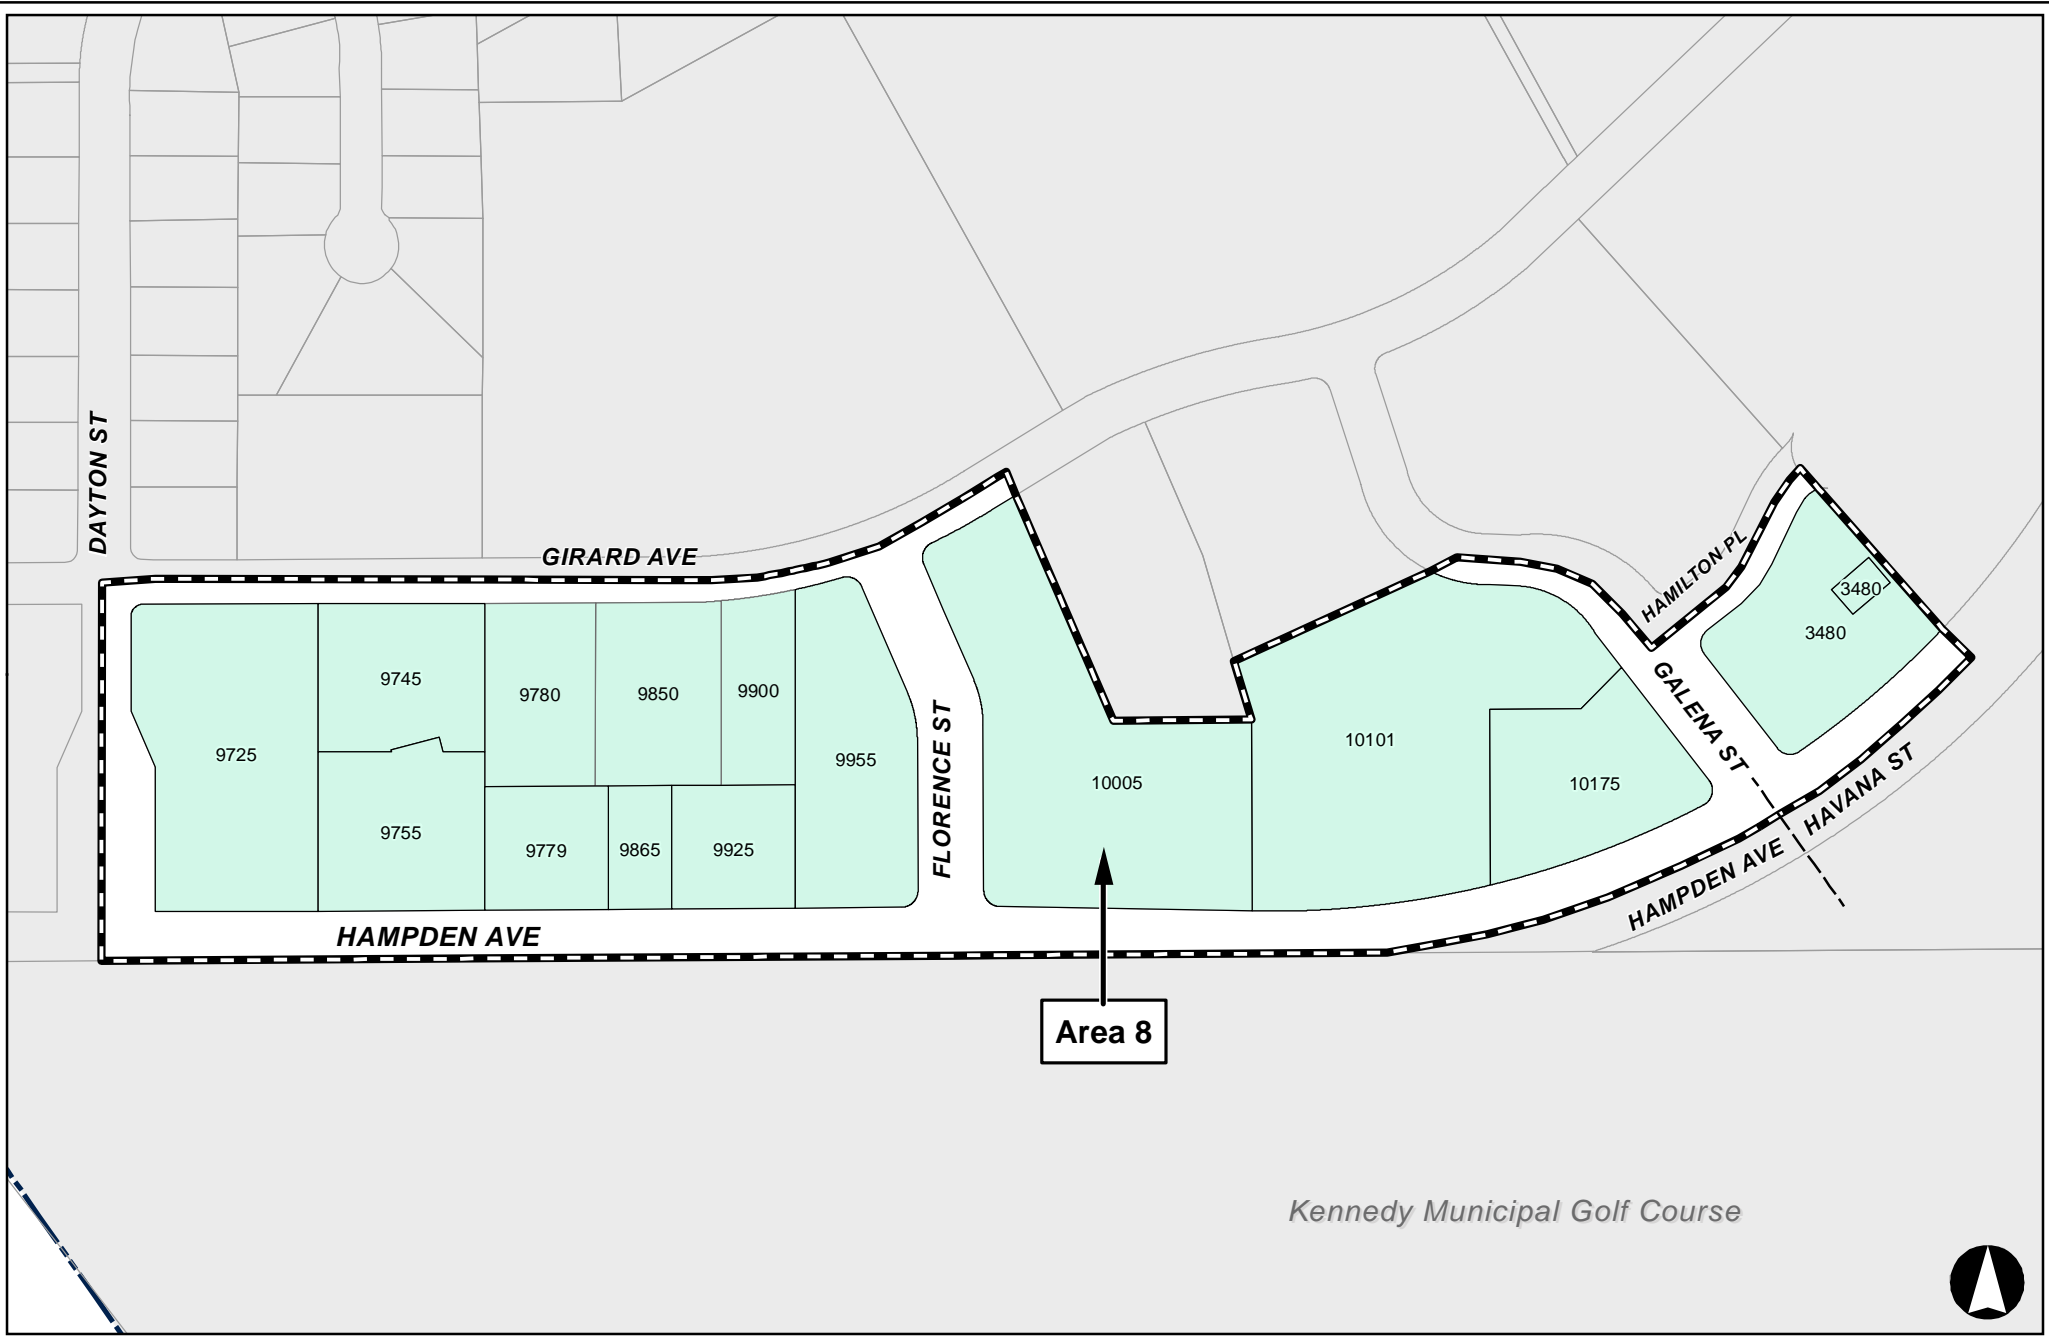 DAYTON ST
GIRARD AVE
HAMILTON PL
3480
3480
9745
9780
9850
9900
GALENA ST
9725
FLORENCE ST
9955
10101
10005
10175
HAVANA ST
9755
9779
9865
9925
HAMPDEN AVE
HAMPDEN AVE
Area 8
Kennedy Municipal Golf Course